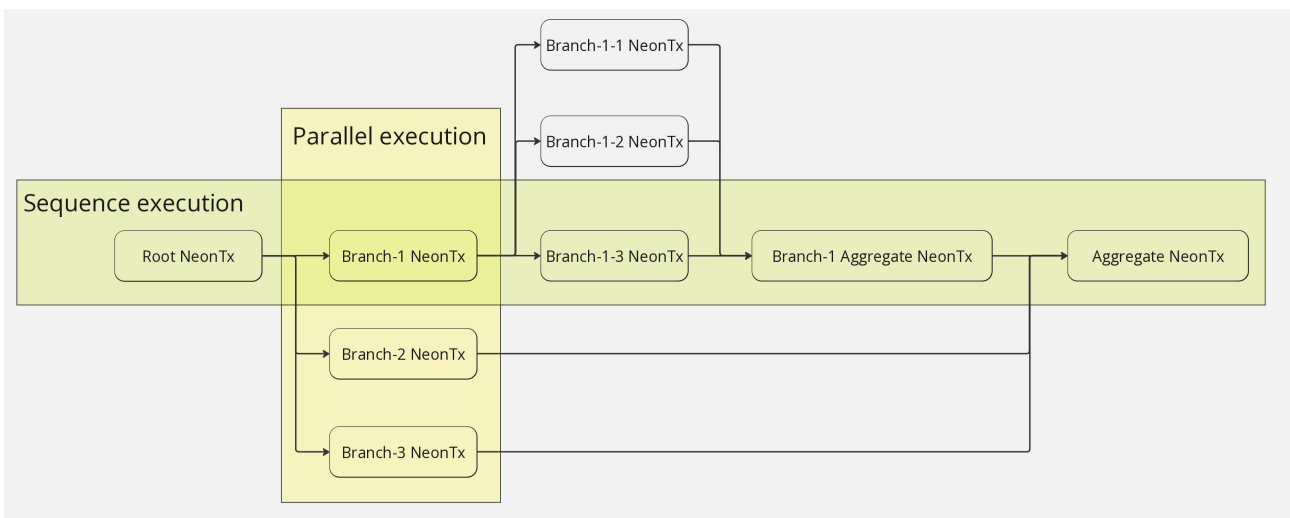 Branch-1-1 NeonTx
Parallel execution
Branch-1-2 NeonTx
Sequence execution
Root NeonTx
Branch-1 NeonTx
Branch-1-3 NeonTx
Branch-1 Aggregate NeonTx
Aggregate NeonTx
Branch-2 NeonTx
Branch-3 NeonTx